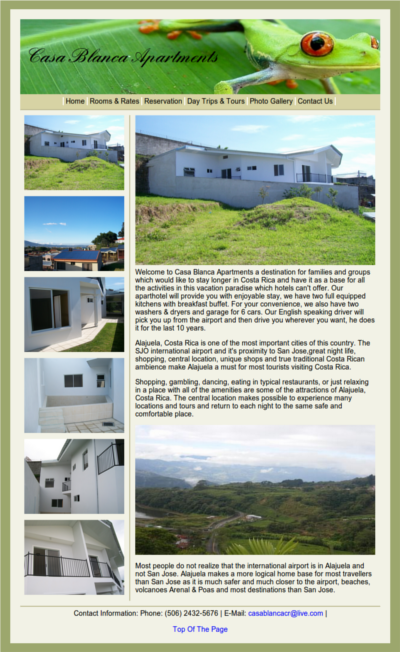 Casa Blanca Apartments
| Home | Rooms & Rates | Reservation | Day Trips & Tours | Photo Gallery | Contact Us |
Welcome to Casa Blanca Apartments a destination for families and groups
which would like to stay longer in Costa Rica and have it as a base for all
the activities in this vacation paradise which hotels can't offer. Our
aparthotel will provide you with enjoyable stay, we have two full equipped
kitchens with breakfast buffet. For your convenience, we also have two
washers & dryers and garage for 6 cars. Our English speaking driver will
pick you up from the airport and then drive you wherever you want, he does
it for the last 10 years.
Alajuela, Costa Rica is one of the most important cities of this country. The
SJO international airport and it's proximity to San Jose,great night life,
shopping, central location, unique shops and true traditional Costa Rican
ambience make Alajuela a must for most tourists visiting Costa Rica.
Shopping, gambling, dancing, eating in typical restaurants, or just relaxing
in a place with all of the amenities are some of the attractions of Alajuela,
Costa Rica. The central location makes possible to experience many
locations and tours and return to each night to the same safe and
comfortable place.
Most people do not realize that the international airport is in Alajuela and
not San Jose. Alajuela makes a more logical home base for most travellers
than San Jose as it is much safer and much closer to the airport, beaches,
volcanoes Arenal & Poas and most destinations than San Jose.
Contact Information: Phone: (506) 2432-5676 | E-Mail: casablancacr@live.com |
Top Of The Page